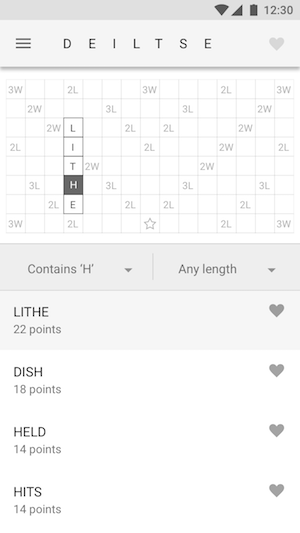 12:30
D E I L T S E
3W 2L 3W 2L 3W
2W 3L 3L 2W
2W L 2L 2L 2W
2L I 2L 2W 2L
T 2W 2W
3L H 3L 3L 3L
2L E 2L 2L 2L
3W 2L 2L 3W
Contains ‘H’ Any length
LITHE
22 points
DISH
18 points
HELD
14 points
HITS
14 points